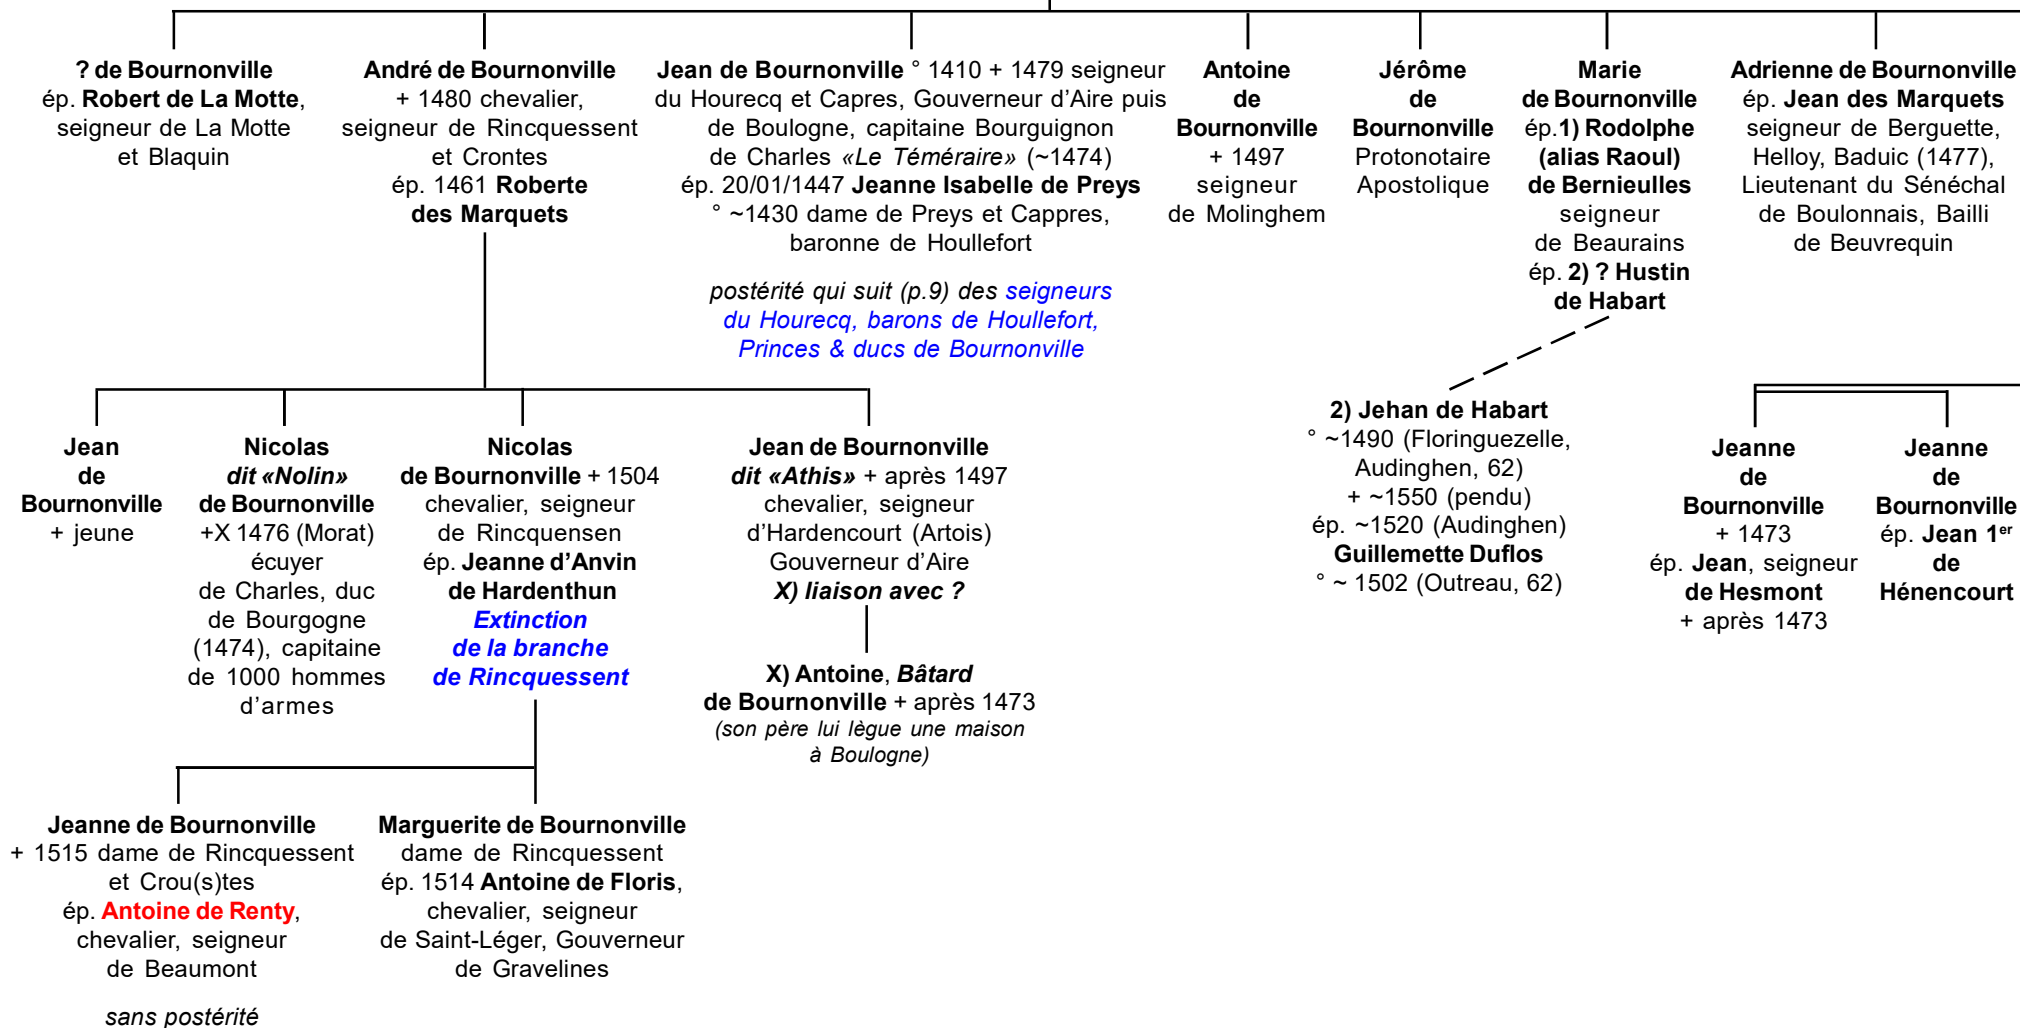 ? de Bournonville
ép. Robert de La Motte,
seigneur de La Motte
et Blaquin
André de Bournonville
+ 1480 chevalier,
seigneur de Rincquessent
et Crontes
ép. 1461 Roberte
des Marquets
Jean de Bournonville ° 1410 + 1479 seigneur
du Hourecq et Capres, Gouverneur d'Aire puis
de Boulogne, capitaine Bourguignon
de Charles «Le Téméraire» (~1474)
ép. 20/01/1447 Jeanne Isabelle de Preys
° ~1430 dame de Preys et Cappres,
baronne de Houllefort
postérité qui suit (p.9) des seigneurs
du Hourecq, barons de Houllefort,
Princes & ducs de Bournonville
Antoine
de
Bournonville
+ 1497
seigneur
de Molinghem
Jérôme
de
Bournonville
Protonotaire
Apostolique
Marie
de Bournonville
ép.1) Rodolphe
(alias Raoul)
de Bernieulles
seigneur
de Beaurains
ép. 2) ? Hustin
de Habart
Adrienne de Bournonville
ép. Jean des Marquets
seigneur de Berguette,
Helloy, Baduic (1477),
Lieutenant du Sénéchal
de Boulonnais, Bailli
de Beuvrequin
Jean
de
Bournonville
+ jeune
Nicolas
dit «Nolin»
de Bournonville
+X 1476 (Morat)
écuyer
de Charles, duc
de Bourgogne
(1474), capitaine
de 1000 hommes
d'armes
Nicolas
de Bournonville + 1504
chevalier, seigneur
de Rincquensen
ép. Jeanne d'Anvin
de Hardenthun
Extinction
de la branche
de Rincquessent
Jean de Bournonville
dit «Athis» + après 1497
chevalier, seigneur
d'Hardencourt (Artois)
Gouverneur d'Aire
X) liaison avec ?
X) Antoine, Bâtard
de Bournonville + après 1473
(son père lui lègue une maison
à Boulogne)
2) Jehan de Habart
° ~1490 (Floringuezelle,
Audinghen, 62)
+ ~1550 (pendu)
ép. ~1520 (Audinghen)
Guillemette Duflos
° ~ 1502 (Outreau, 62)
Jeanne
de
Bournonville
+ 1473
ép. Jean, seigneur
de Hesmont
+ après 1473
Jeanne
de
Bournonville
ép. Jean 1er
de
Hénencourt
Jeanne de Bournonville
+ 1515 dame de Rincquessent
et Crou(s)tes
ép. Antoine de Renty,
chevalier, seigneur
de Beaumont
sans postérité
Marguerite de Bournonville
dame de Rincquessent
ép. 1514 Antoine de Floris,
chevalier, seigneur
de Saint-Léger, Gouverneur
de Gravelines